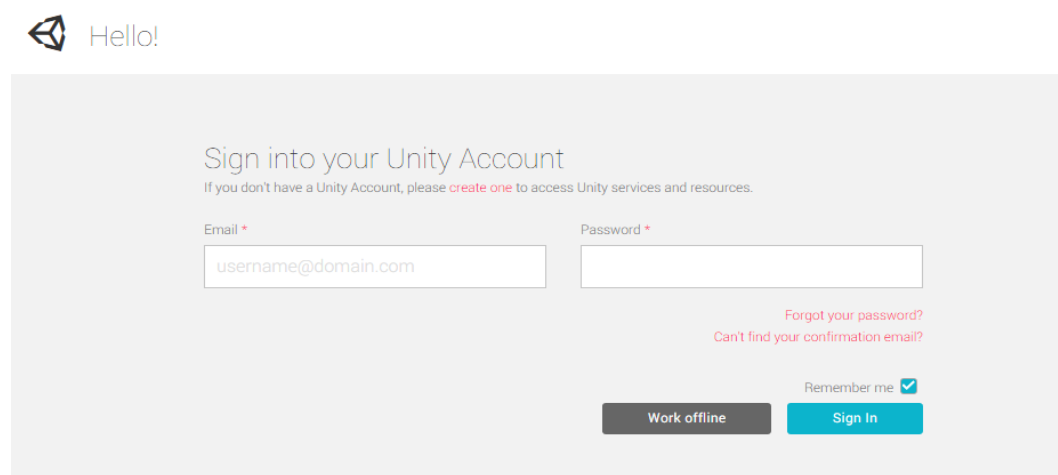 Hello!
Sign into your Unity Account
If you don't have a Unity Account, please create one to access Unity services and resources.
Email *
Password *
username@domain.com
Forgot your password?
Can't find your confirmation email?
Remember me
Work offline
Sign In